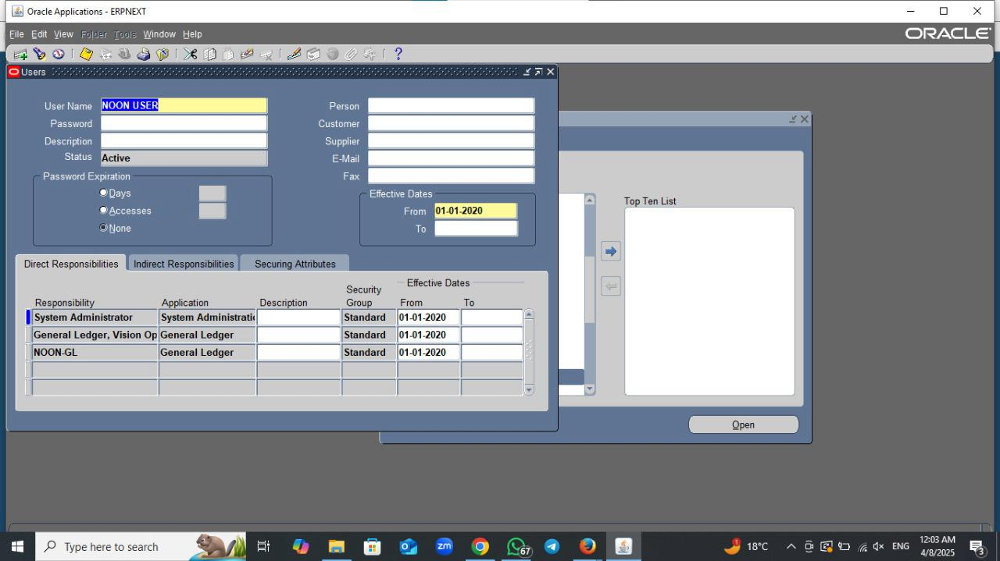 Oracle Applications - ERPNEXT
File Edit View Folder Tools Window Help
ORACLE
Users
User Name NOON USER
Password
Description
Status Active
Person
Customer
Supplier
E-Mail
Fax
Password Expiration
Days
Accesses
None
Effective Dates
From 01-01-2020
To
Top Ten List
Direct Responsibilities Indirect Responsibilities Securing Attributes
Effective Dates
Responsibility Application Description Security Group From To
System Administrator System Administratic Standard 01-01-2020
General Ledger, Vision Op General Ledger Standard 01-01-2020
NOON-GL General Ledger Standard 01-01-2020
Open
Type here to search
zm
67
18°C
ENG
12:03 AM
4/8/2025
3